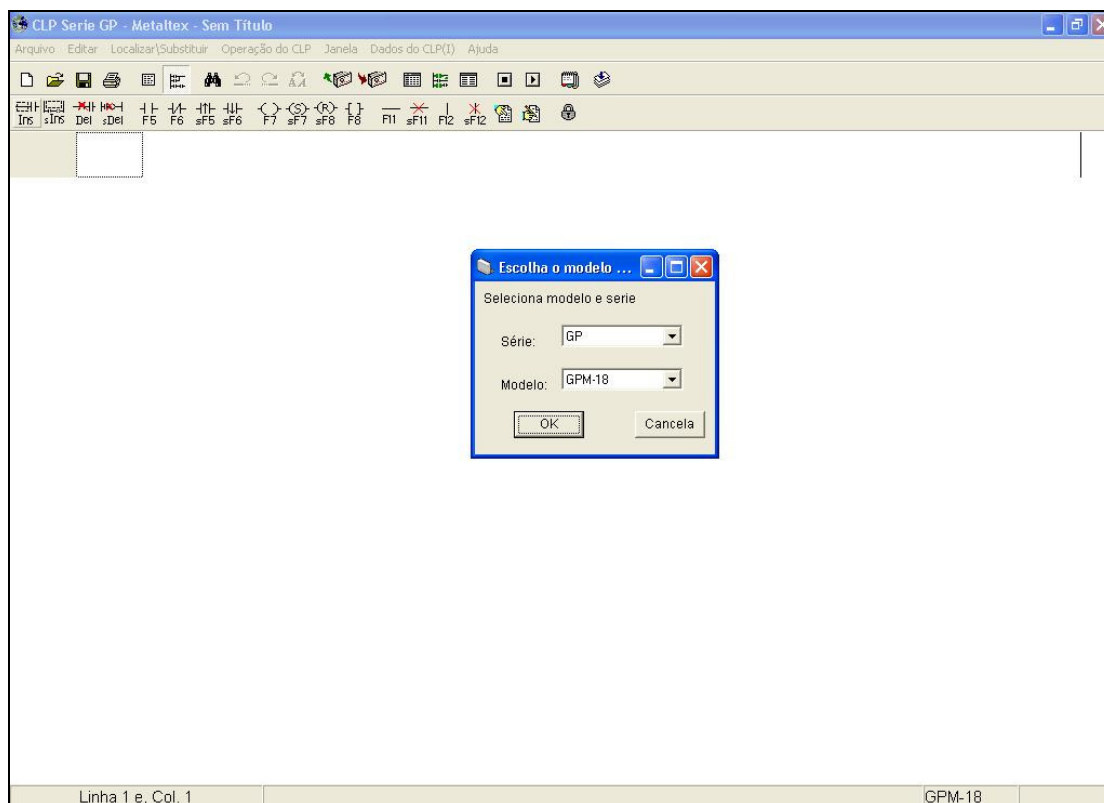 CLP Serie GP - Metaltex - Sem Título
Arquivo Editar Localizar\Substituir Operação do CLP Janela Dados do CLP(I) Ajuda
Ins sIns Del sDel F5 F6 sF5 sF6 F7 sF7 sF8 F8 F11 sF11 F12 sF12
Escolha o modelo ...
Seleciona modelo e serie
Série: GP
Modelo: GPM-18
OK Cancela
Linha 1 e, Col. 1 GPM-18